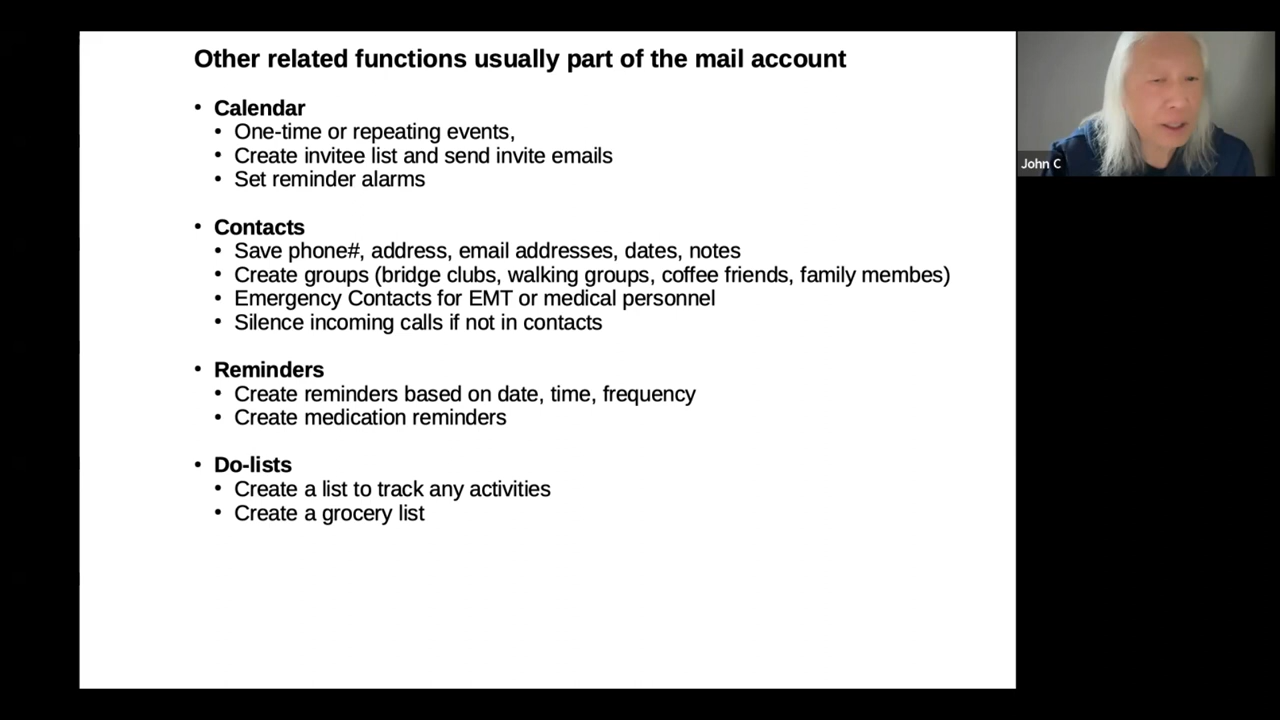 Other related functions usually part of the mail account
• Calendar
• One-time or repeating events,
• Create invitee list and send invite emails
• Set reminder alarms
• Contacts
• Save phone#, address, email addresses, dates, notes
• Create groups (bridge clubs, walking groups, coffee friends, family membes)
• Emergency Contacts for EMT or medical personnel
• Silence incoming calls if not in contacts
• Reminders
• Create reminders based on date, time, frequency
• Create medication reminders
• Do-lists
• Create a list to track any activities
• Create a grocery list
John C